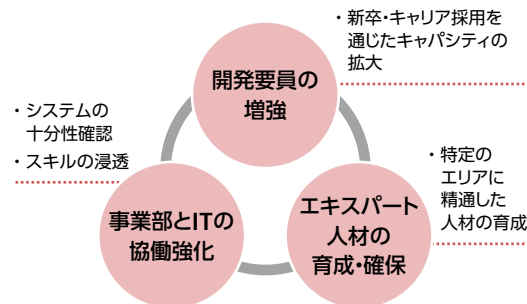 ・新卒・キャリア採用を
通じたキャパシティの
拡大
開発要員の
増強
・システムの
十分性確認
・スキルの浸透
・特定の
エリアに
精通した
人材の育成
事業部とITの
協働強化
エキスパート
人材の
育成・確保